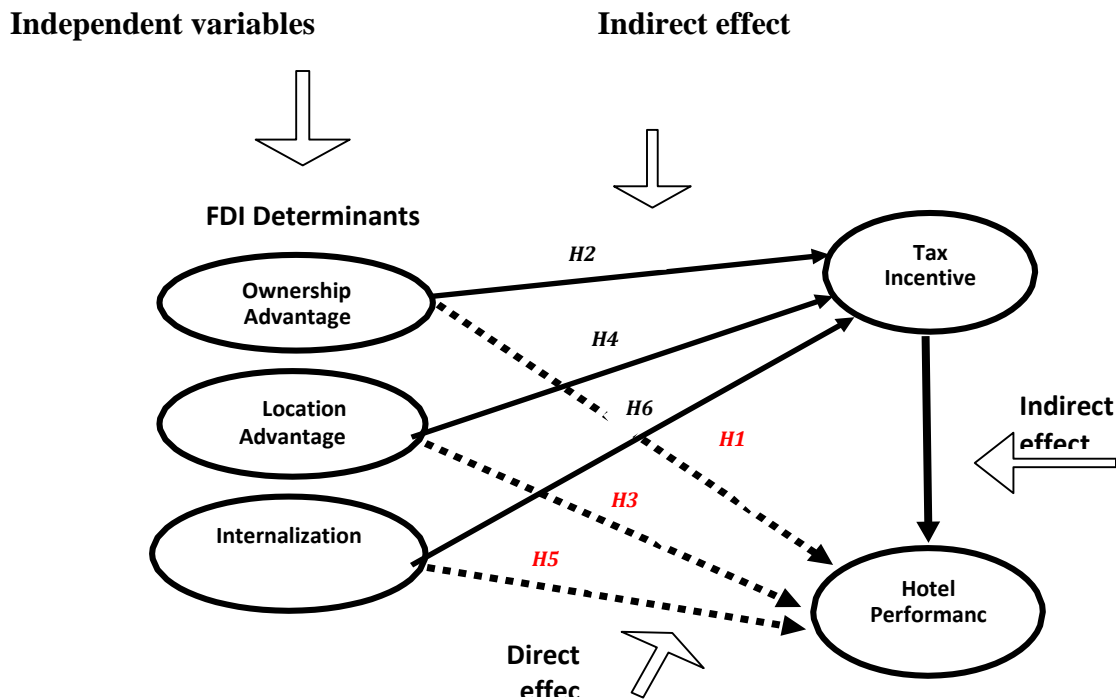 Independent variables
Indirect effect
FDI Determinants
H2
Tax
Incentive
Ownership
Advantage
H4
Location
Advantage
H6
H1
Indirect
effect
H3
Internalization
H5
Hotel
Performanc
Direct
effec